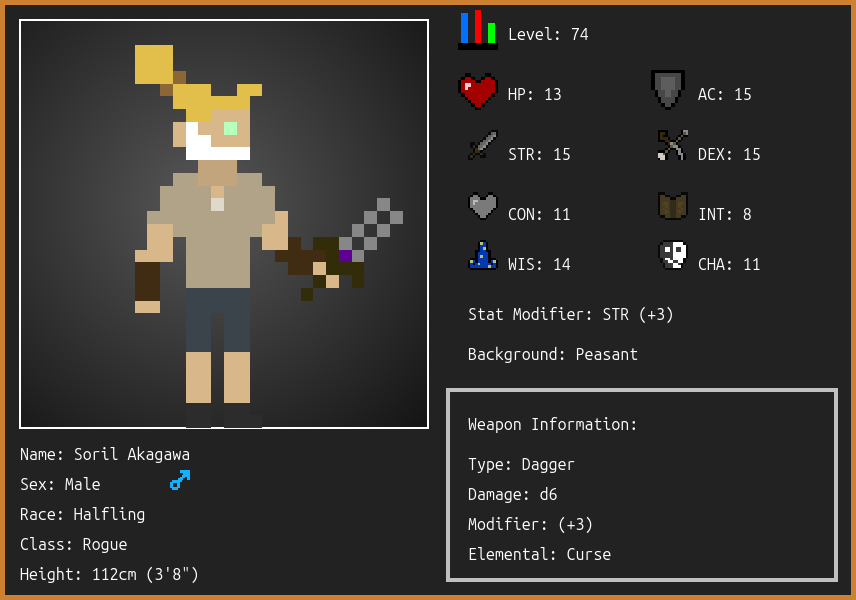 Level: 74
HP: 13
AC: 15
STR: 15
DEX: 15
CON: 11
INT: 8
WIS: 14
CHA: 11
Stat Modifier: STR (+3)
Background: Peasant
Weapon Information:
Type: Dagger
Damage: d6
Modifier: (+3)
Elemental: Curse
Name: Soril Akagawa
Sex: Male
Race: Halfling
Class: Rogue
Height: 112cm (3'8")